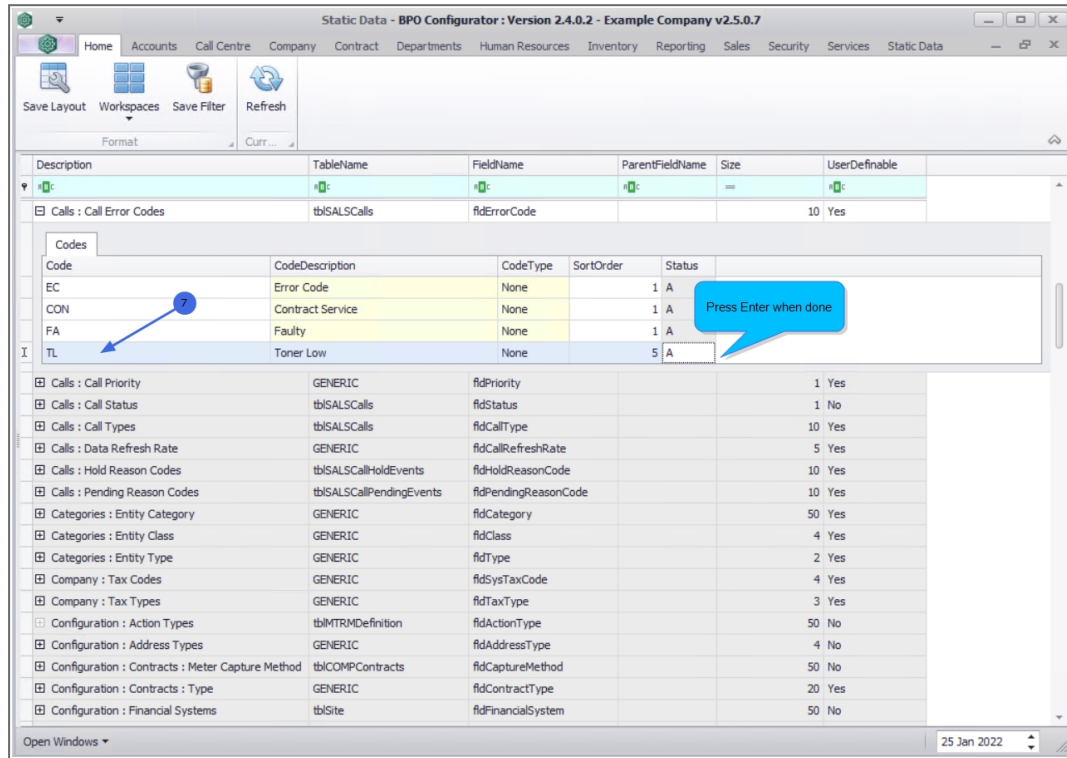 Static Data - BPO Configurator : Version 2.4.0.2 - Example Company v2.5.0.7
Home Accounts Call Centre Company Contract Departments Human Resources Inventory Reporting Sales Security Services Static Data
Save Layout Workspaces Save Filter Refresh
Format Curr...
Description TableName FieldName ParentFieldName Size UserDefinable
Calls : Call Error Codes tblSALSCalls fldErrorCode 10 Yes
Codes
Code CodeDescription CodeType SortOrder Status
EC Error Code None 1 A
CON Contract Service None 1 A
7
Press Enter when done
FA Faulty None 1 A
TL Toner Low None 5 A
Calls : Call Priority GENERIC fldPriority 1 Yes
Calls : Call Status tblSALSCalls fldStatus 1 No
Calls : Call Types tblSALSCalls fldCallType 10 Yes
Calls : Data Refresh Rate GENERIC fldCallRefreshRate 5 Yes
Calls : Hold Reason Codes tblSALSCallHoldEvents fldHoldReasonCode 10 Yes
Calls : Pending Reason Codes tblSALSCallPendingEvents fldPendingReasonCode 10 Yes
Categories : Entity Category GENERIC fldCategory 50 Yes
Categories : Entity Class GENERIC fldClass 4 Yes
Categories : Entity Type GENERIC fldType 2 Yes
Company : Tax Codes GENERIC fldSysTaxCode 4 Yes
Company : Tax Types GENERIC fldTaxType 3 Yes
Configuration : Action Types tblMTRMDefinition fldActionType 50 No
Configuration : Address Types GENERIC fldAddressType 4 No
Configuration : Contracts : Meter Capture Method tblCOMPContracts fldCaptureMethod 50 No
Configuration : Contracts : Type GENERIC fldContractType 20 Yes
Configuration : Financial Systems tblSite fldFinancialSystem 50 No
Open Windows 25 Jan 2022